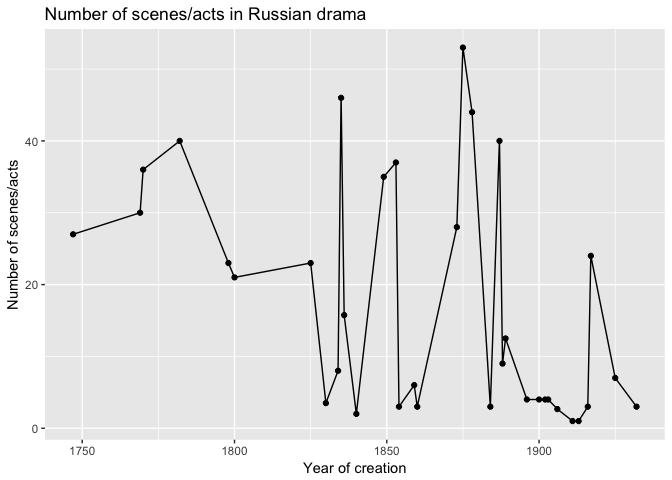 Number of scenes/acts in Russian drama
Number of scenes/acts
40
20
0
1750 1800 1850 1900
Year of creation